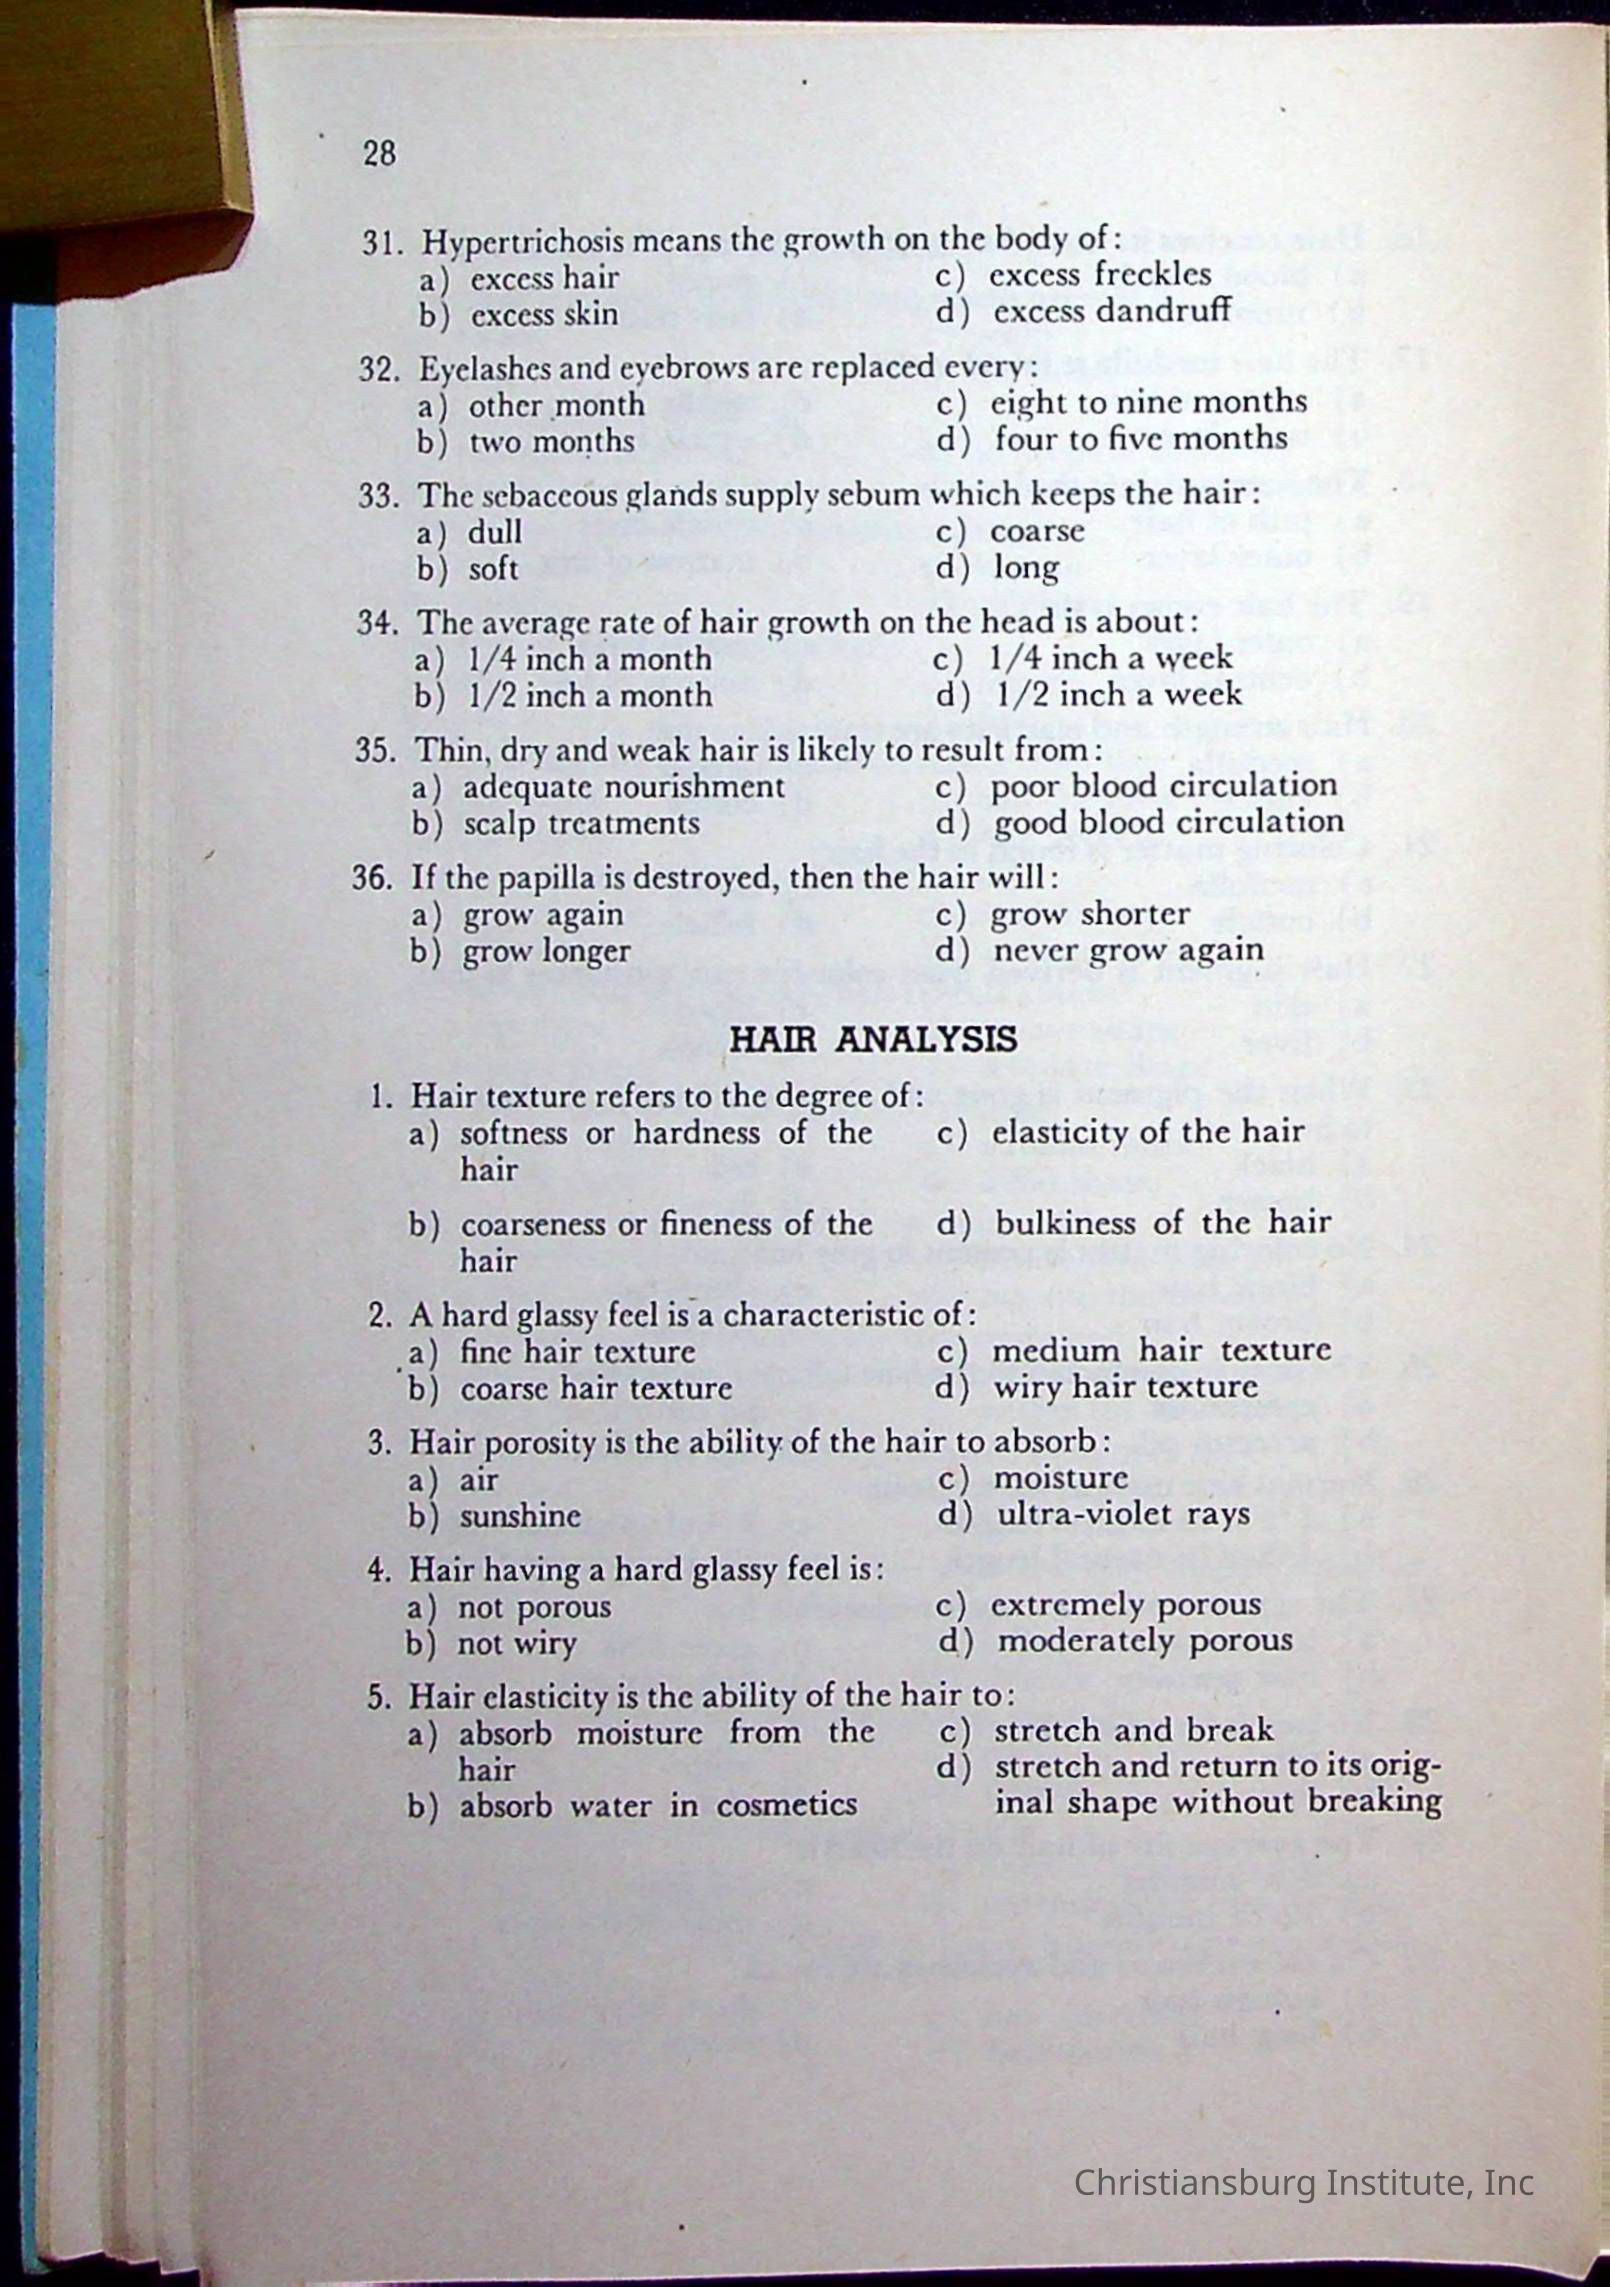 28
31. Hypertrichosis means the growth on the body of:
a) excess hair c) excess freckles
b) excess skin d) excess dandruff
32. Eyelashes and eyebrows are replaced every:
a) other month c) eight to nine months
b) two months d) four to five months
33. The sebaceous glands supply sebum which keeps the hair:
a) dull c) coarse
b) soft d) long
34. The average rate of hair growth on the head is about:
a) 1/4 inch a month c) 1/4 inch a week
b) 1/2 inch a month d) 1/2 inch a week
35. Thin, dry and weak hair is likely to result from:
a) adequate nourishment c) poor blood circulation
b) scalp treatments d) good blood circulation
36. If the papilla is destroyed, then the hair will:
a) grow again c) grow shorter
b) grow longer d) never grow again
HAIR ANALYSIS
1. Hair texture refers to the degree of:
a) softness or hardness of the c) elasticity of the hair
hair
b) coarseness or fineness of the d) bulkiness of the hair
hair
2. A hard glassy feel is a characteristic of:
a) fine hair texture c) medium hair texture
b) coarse hair texture d) wiry hair texture
3. Hair porosity is the ability of the hair to absorb:
a) air c) moisture
b) sunshine d) ultra-violet rays
4. Hair having a hard glassy feel is:
a) not porous c) extremely porous
b) not wiry d) moderately porous
5. Hair elasticity is the ability of the hair to:
a) absorb moisture from the c) stretch and break
hair d) stretch and return to its orig-
b) absorb water in cosmetics inal shape without breaking
Christiansburg Institute, Inc